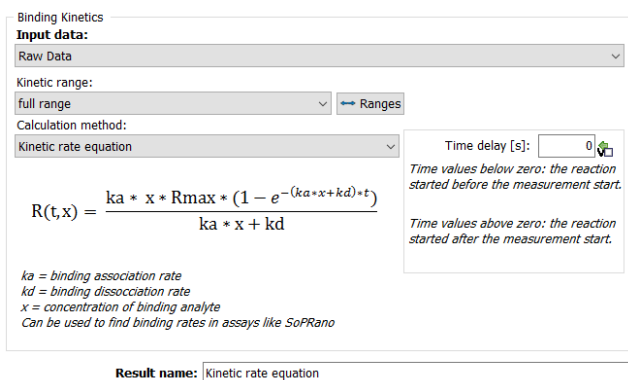 Binding Kinetics
Input data:
Raw Data
Kinetic range:
full range
Ranges
Calculation method:
Kinetic rate equation
Time delay [s]: 0
Time values below zero: the reaction
started before the measurement start.
Time values above zero: the reaction
started after the measurement start.
R(t,x) = ka * x * Rmax * (1 − e^−(ka*x+kd)*t) / ka * x + kd
ka = binding association rate
kd = binding dissocciation rate
x = concentration of binding analyte
Can be used to find binding rates in assays like SoPRano
Result name: Kinetic rate equation